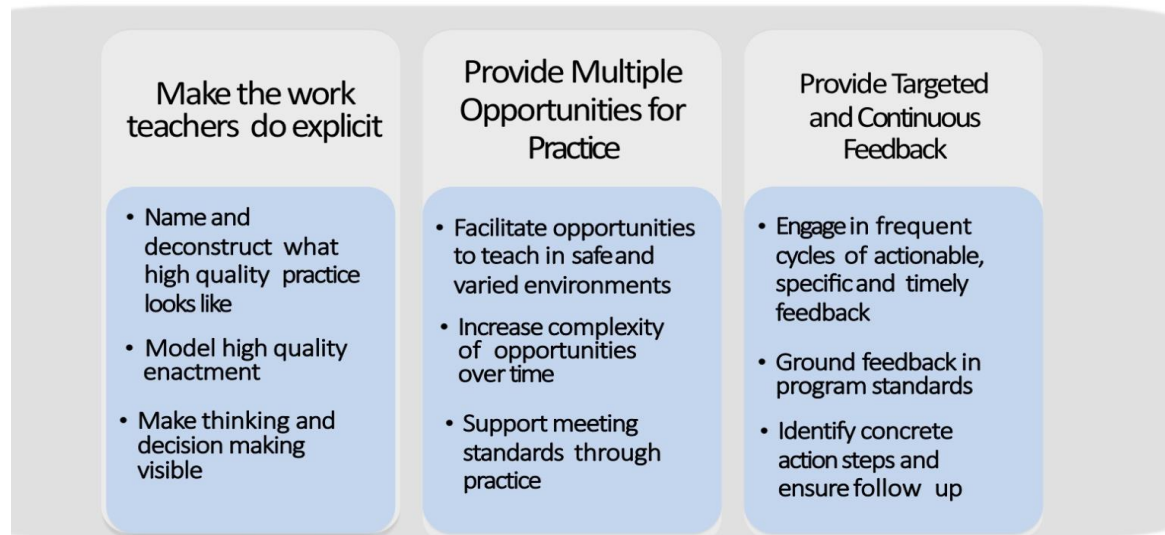 Make the work
teachers do explicit
• Name and
deconstruct what
high quality practice
looks like
• Model high quality
enactment
• Make thinking and
decision making
visible
Provide Multiple
Opportunities for
Practice
• Facilitate opportunities
to teach in safe and
varied environments
• Increase complexity
of opportunities
over time
• Support meeting
standards through
practice
Provide Targeted
and Continuous
Feedback
• Engage in frequent
cycles of actionable,
specific and timely
feedback
• Ground feedback in
program standards
• Identify concrete
action steps and
ensure follow up